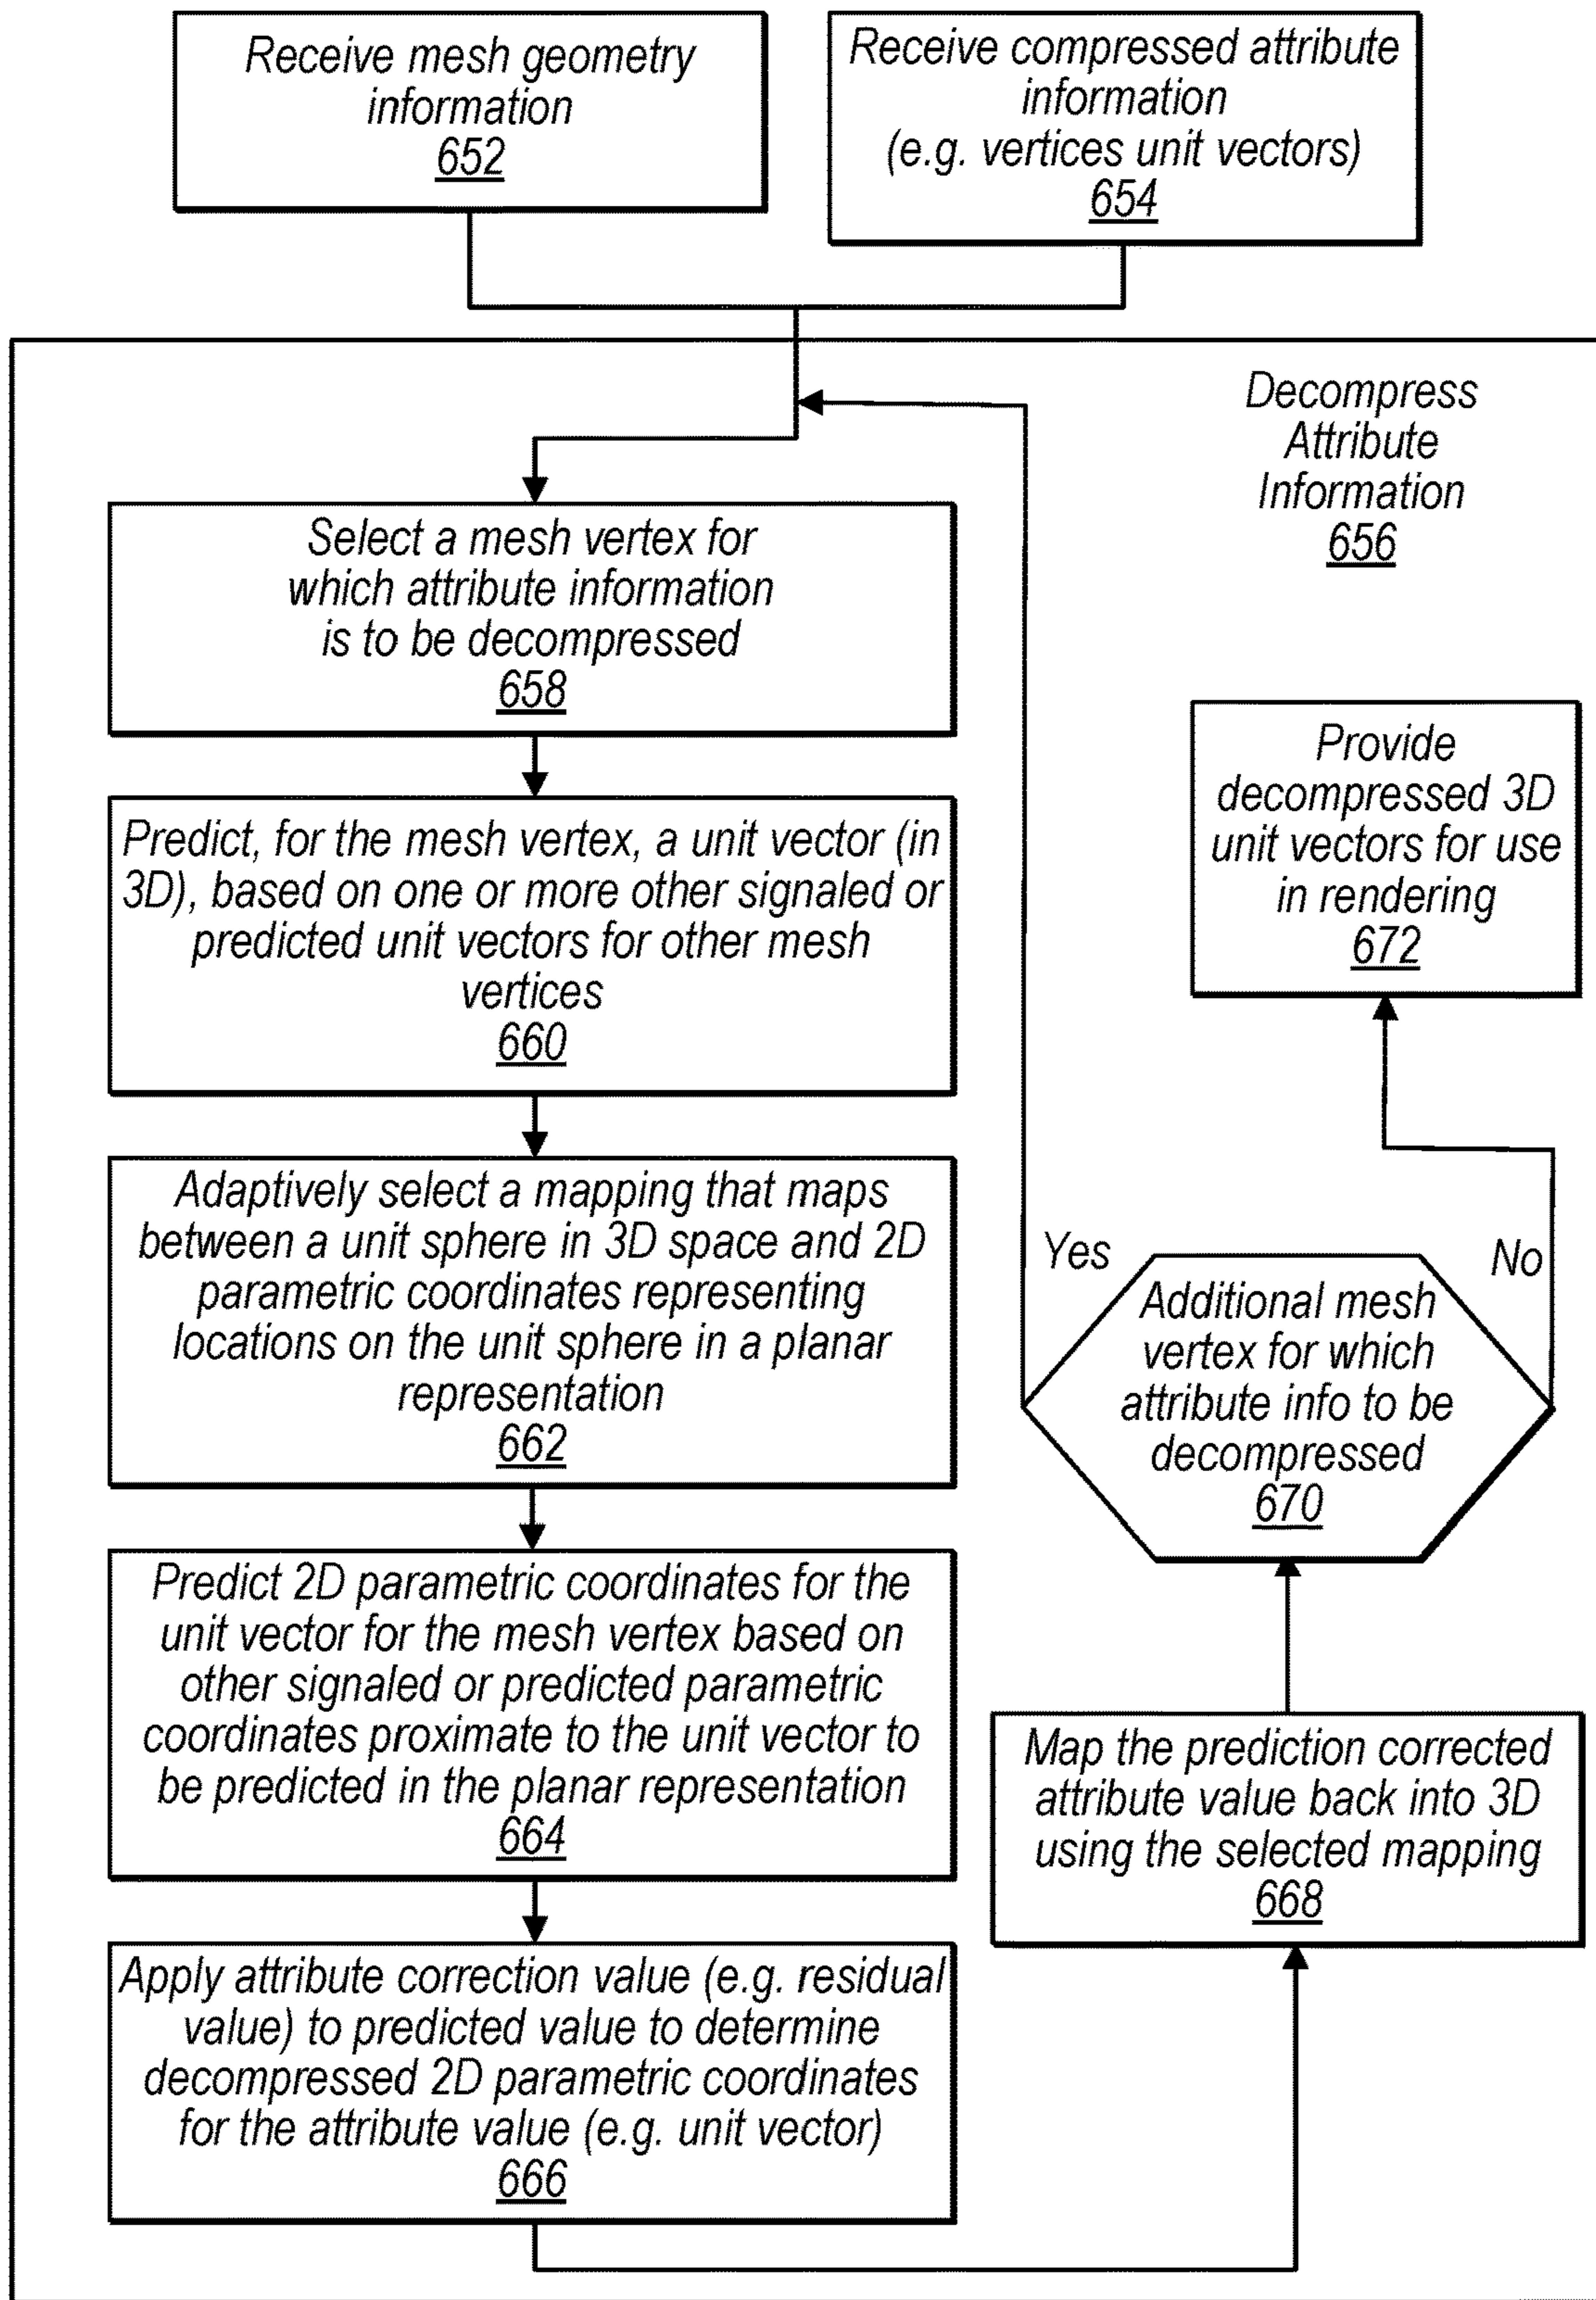 Receive mesh geometry
information
652
Receive compressed attribute
information
(e.g. vertices unit vectors)
654
Decompress
Attribute
Information
656
Select a mesh vertex for
which attribute information
is to be decompressed
658
Predict, for the mesh vertex, a unit vector (in
3D), based on one or more other signaled or
predicted unit vectors for other mesh
vertices
660
Adaptively select a mapping that maps
between a unit sphere in 3D space and 2D
parametric coordinates representing
locations on the unit sphere in a planar
representation
662
Predict 2D parametric coordinates for the
unit vector for the mesh vertex based on
other signaled or predicted parametric
coordinates proximate to the unit vector to
be predicted in the planar representation
664
Apply attribute correction value (e.g. residual
value) to predicted value to determine
decompressed 2D parametric coordinates
for the attribute value (e.g. unit vector)
666
Map the prediction corrected
attribute value back into 3D
using the selected mapping
668
Additional mesh
vertex for which
attribute info to be
decompressed
670
Yes
No
Provide
decompressed 3D
unit vectors for use
in rendering
672